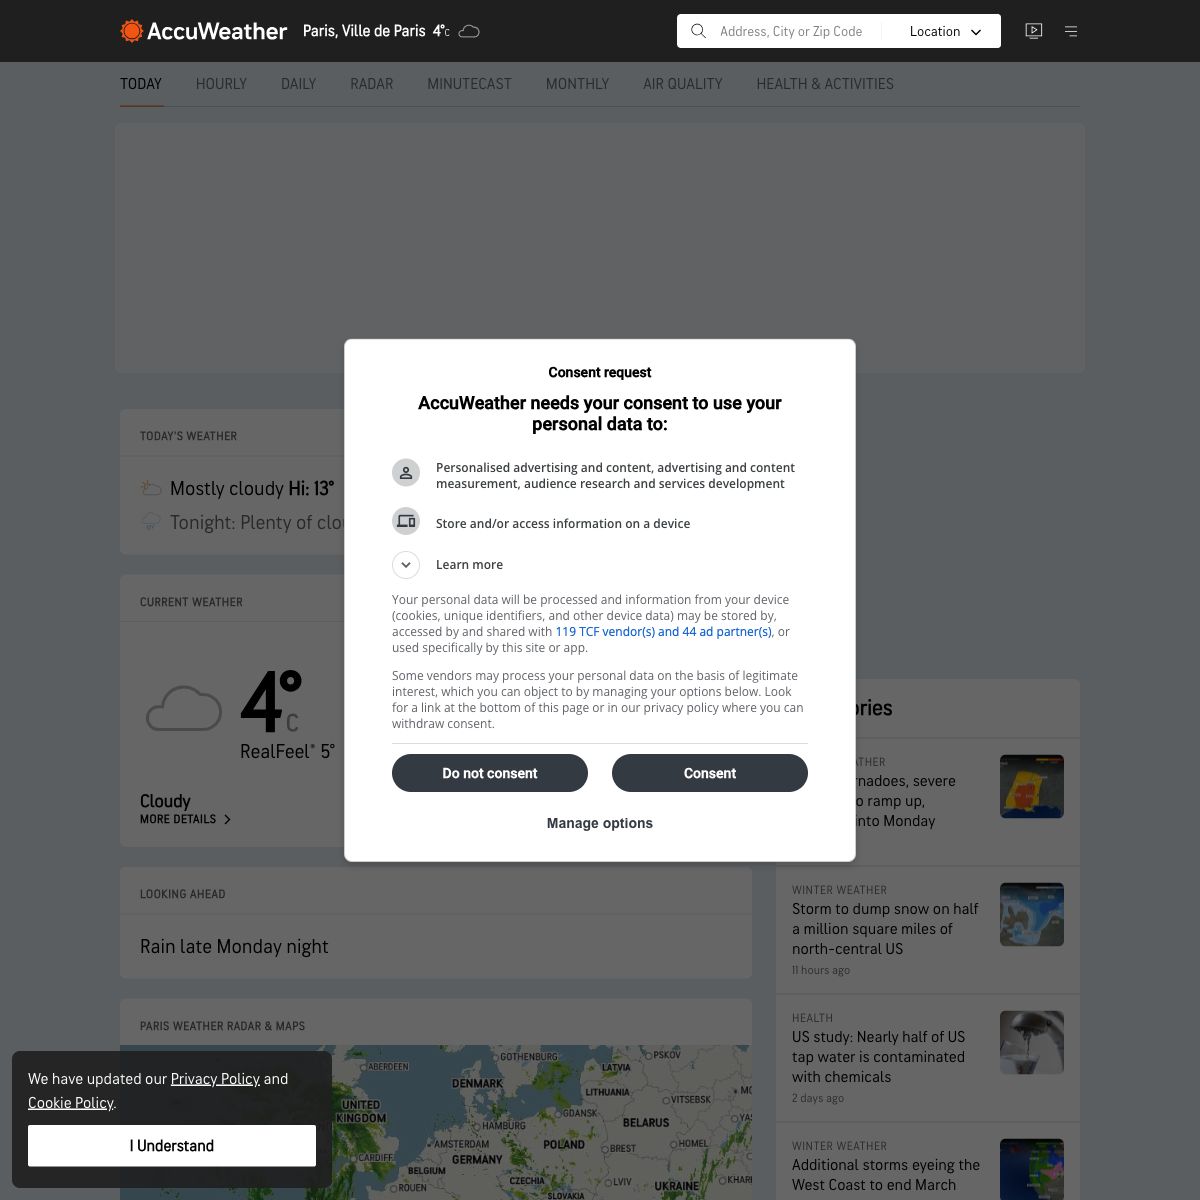 AccuWeather
Paris, Ville de Paris 4°C
Address, City or Zip Code
Location
TODAY
HOURLY
DAILY
RADAR
MINUTECAST
MONTHLY
AIR QUALITY
HEALTH & ACTIVITIES
TODAY'S WEATHER
Mostly cloudy Hi: 13°
Tonight: Plenty of
CURRENT WEATHER
4°C
RealFeel® 5°
Cloudy
MORE DETAILS
LOOKING AHEAD
Rain late Monday night
PARIS WEATHER RADAR & MAPS
ABERDEEN
GOTHENBURG
PSKOV
LATVIA
DENMARK
LITHUANIA
VITSEBSK
UNITED
KINGDOM
GDANSK
HAMBURG
BELARUS
AMSTERDAM
POLAND
BREST
HOMEL
CARDIFF
GERMANY
BELGIUM
CZECHIA
LVIV
UKRAINE
ROUEN
SLOVAKIA
Consent request
AccuWeather needs your consent to use your
personal data to:
Personalised advertising and content, advertising and content
measurement, audience research and services development
Store and/or access information on a device
Learn more
Your personal data will be processed and information from your device
(cookies, unique identifiers, and other device data) may be stored by,
accessed by and shared with 119 TCF vendor(s) and 44 ad partner(s), or
used specifically by this site or app.
Some vendors may process your personal data on the basis of legitimate
interest, which you can object to by managing your options below. Look
for a link at the bottom of this page or in our privacy policy where you can
withdraw consent.
Do not consent
Consent
Manage options
severe
ramp up,
into Monday
WINTER WEATHER
Storm to dump snow on half
a million square miles of
north-central US
11 hours ago
HEALTH
US study: Nearly half of US
tap water is contaminated
with chemicals
2 days ago
WINTER WEATHER
Additional storms eyeing the
West Coast to end March
We have updated our Privacy Policy and
Cookie Policy.
I Understand